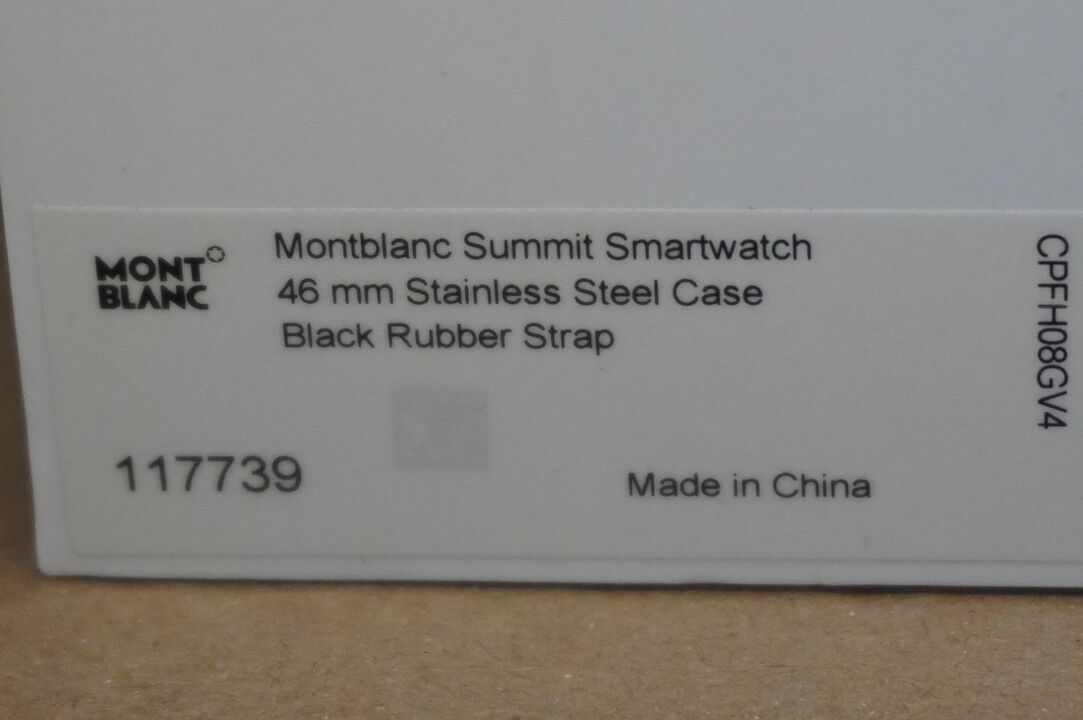 MONT
BLANC
Montblanc Summit Smartwatch
46 mm Stainless Steel Case
Black Rubber Strap
117739
Made in China
CPFH08GV4